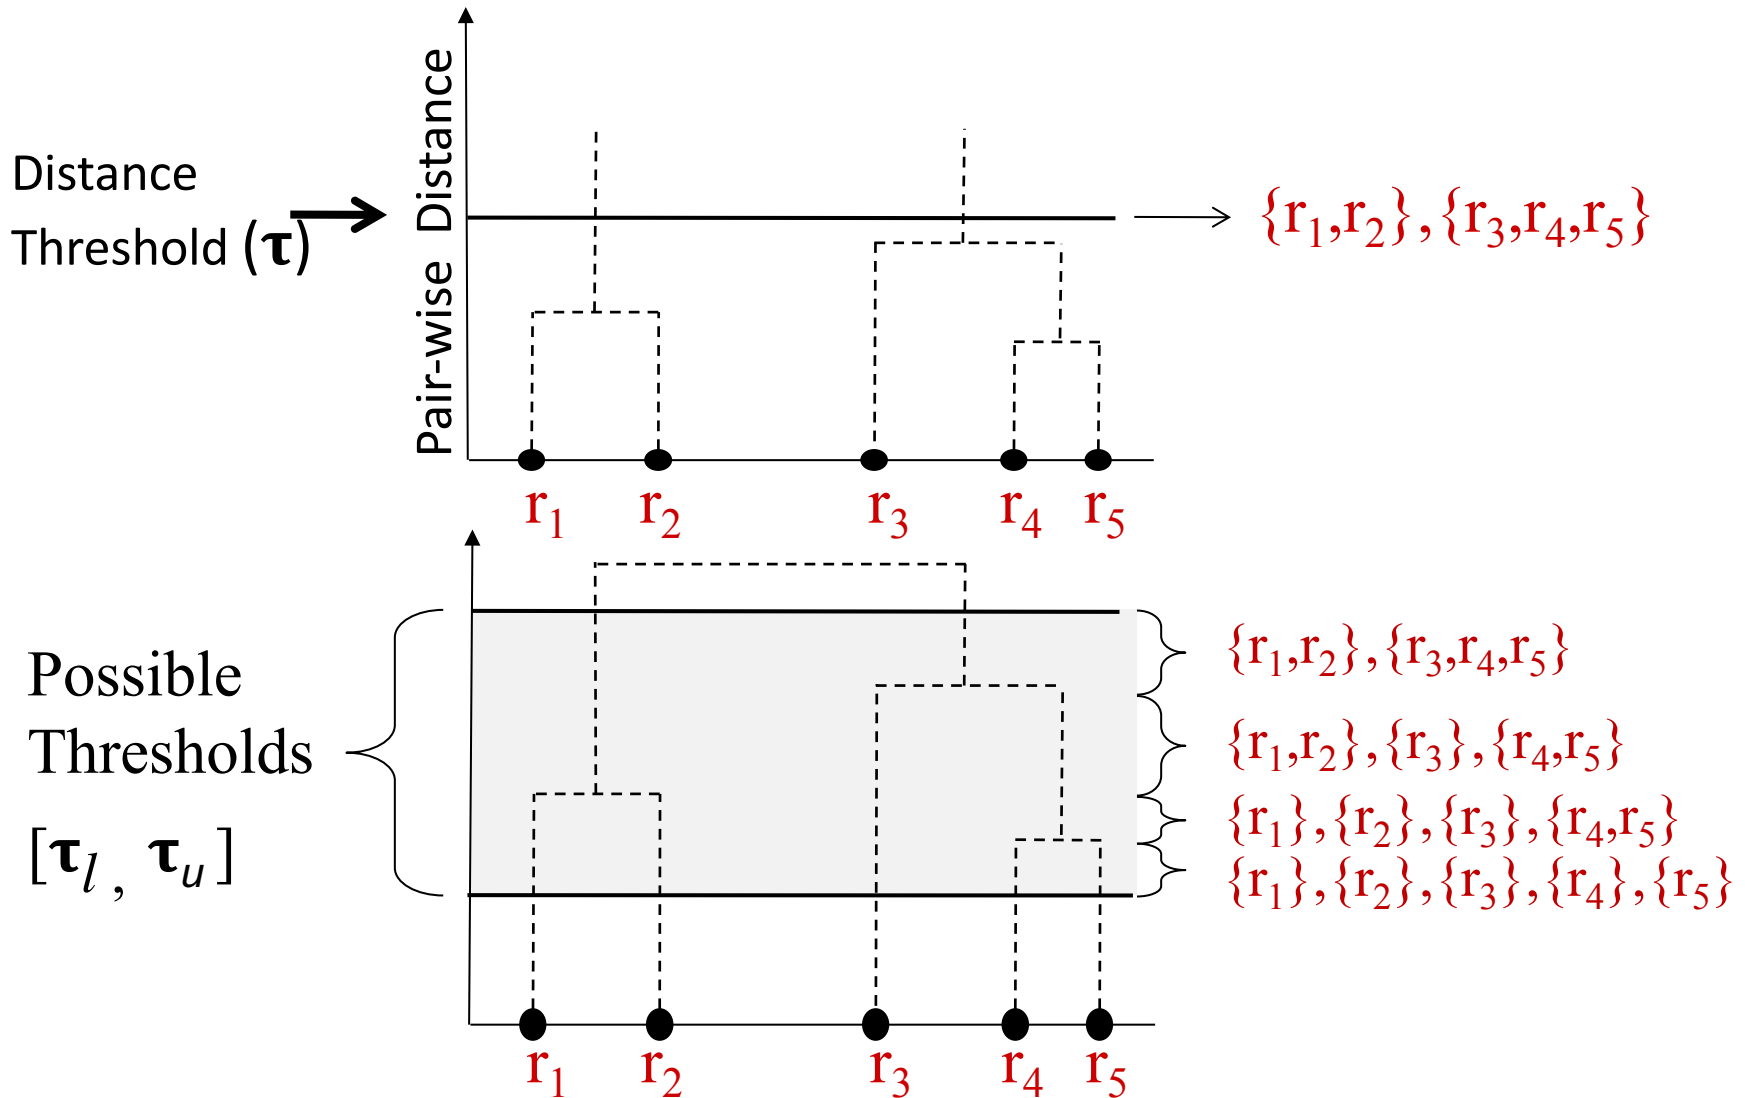 Pair-wise Distance
Distance
Threshold (τ)
{r₁,r₂},{r₃,r₄,r₅}
r₁ r₂ r₃ r₄ r₅
Possible
Thresholds
[τₗ, τᵤ]
{r₁,r₂},{r₃,r₄,r₅}
{r₁,r₂},{r₃},{r₄,r₅}
{r₁},{r₂},{r₃},{r₄,r₅}
{r₁},{r₂},{r₃},{r₄},{r₅}
r₁ r₂ r₃ r₄ r₅